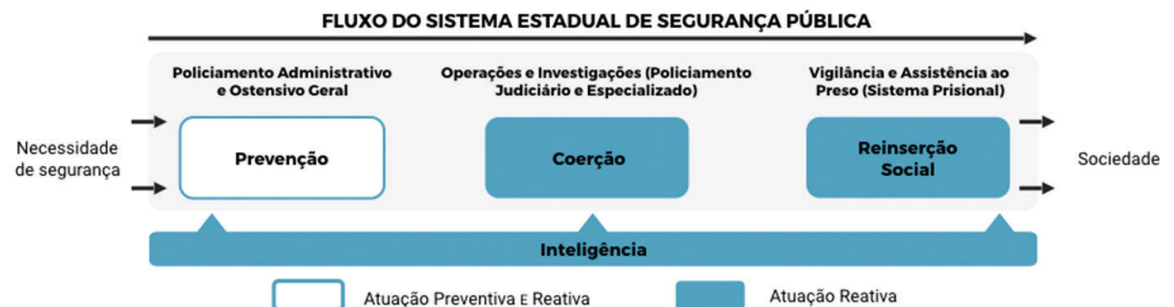 FLUXO DO SISTEMA ESTADUAL DE SEGURANÇA PÚBLICA
Policiamento Administrativo
e Ostensivo Geral
Operações e Investigações (Policiamento
Judiciário e Especializado)
Vigilância e Assistência ao
Preso (Sistema Prisional)
Necessidade
de segurança
Prevenção
Coerção
Reinserção
Social
Sociedade
Inteligência
Atuação Preventiva E Reativa
Atuação Reativa